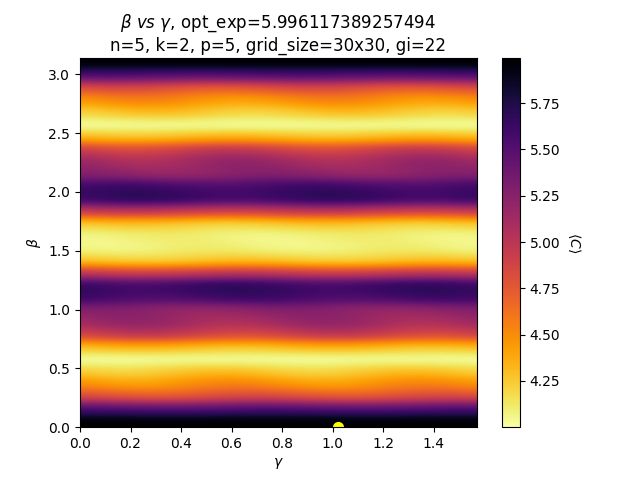 β vs γ, opt_exp=5.996117389257494
n=5, k=2, p=5, grid_size=30x30, gi=22
3.0
2.5
2.0
1.5
1.0
0.5
0.0
β
0.0 0.2 0.4 0.6 0.8 1.0 1.2 1.4
γ
5.75
5.50
5.25
5.00
4.75
4.50
4.25
⟨C⟩